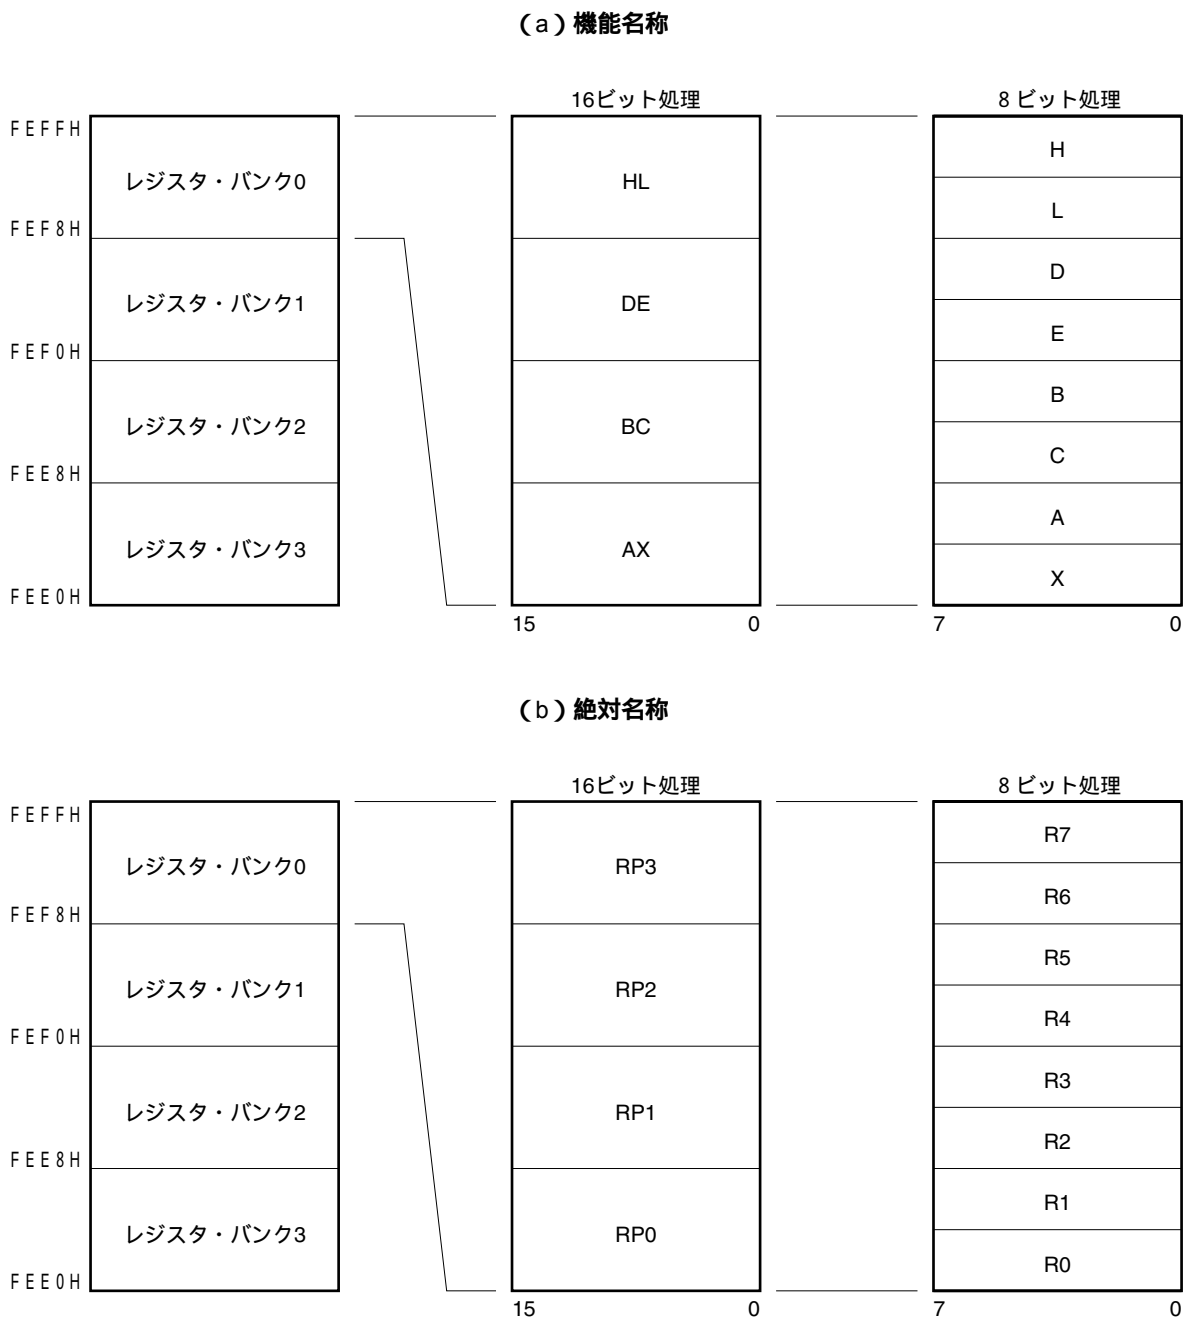 （a）機能名称
16ビット処理
8 ビット処理
FEFFH
レジスタ・バンク0
HL
H
L
FEF8H
レジスタ・バンク1
DE
D
E
FEF0H
レジスタ・バンク2
BC
B
C
FEE8H
レジスタ・バンク3
AX
A
X
FEE0H
15 0
7 0
（b）絶対名称
16ビット処理
8 ビット処理
FEFFH
レジスタ・バンク0
RP3
R7
R6
FEF8H
レジスタ・バンク1
RP2
R5
R4
FEF0H
レジスタ・バンク2
RP1
R3
R2
FEE8H
レジスタ・バンク3
RP0
R1
R0
FEE0H
15 0
7 0